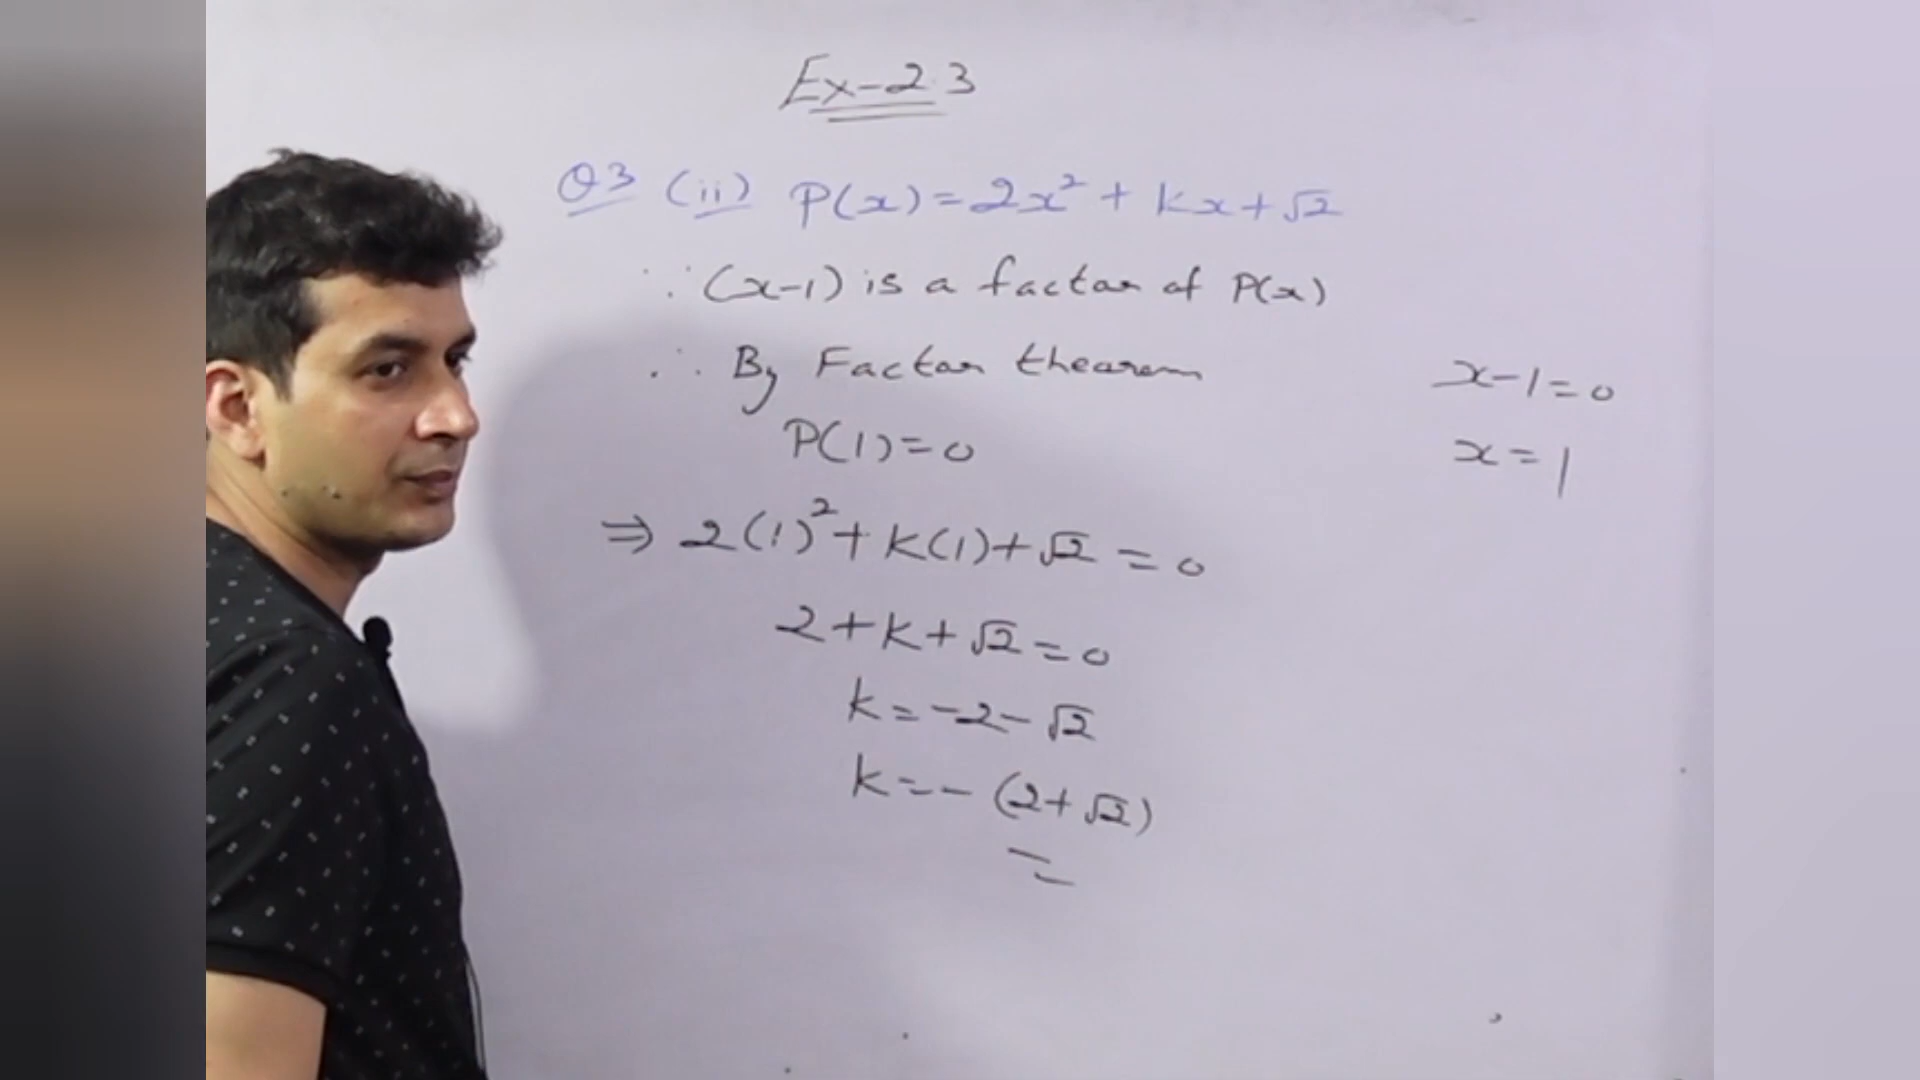 Ex-2.3
Q3 (ii) P(x)=2x²+kx+√2
∵ (x-1) is a factor of P(x)
∴ By Factor theorem
x-1=0
P(1)=0
x=1
⇒ 2(1)²+k(1)+√2=0
2+k+√2=0
k=-2-√2
k=-(2+√2)